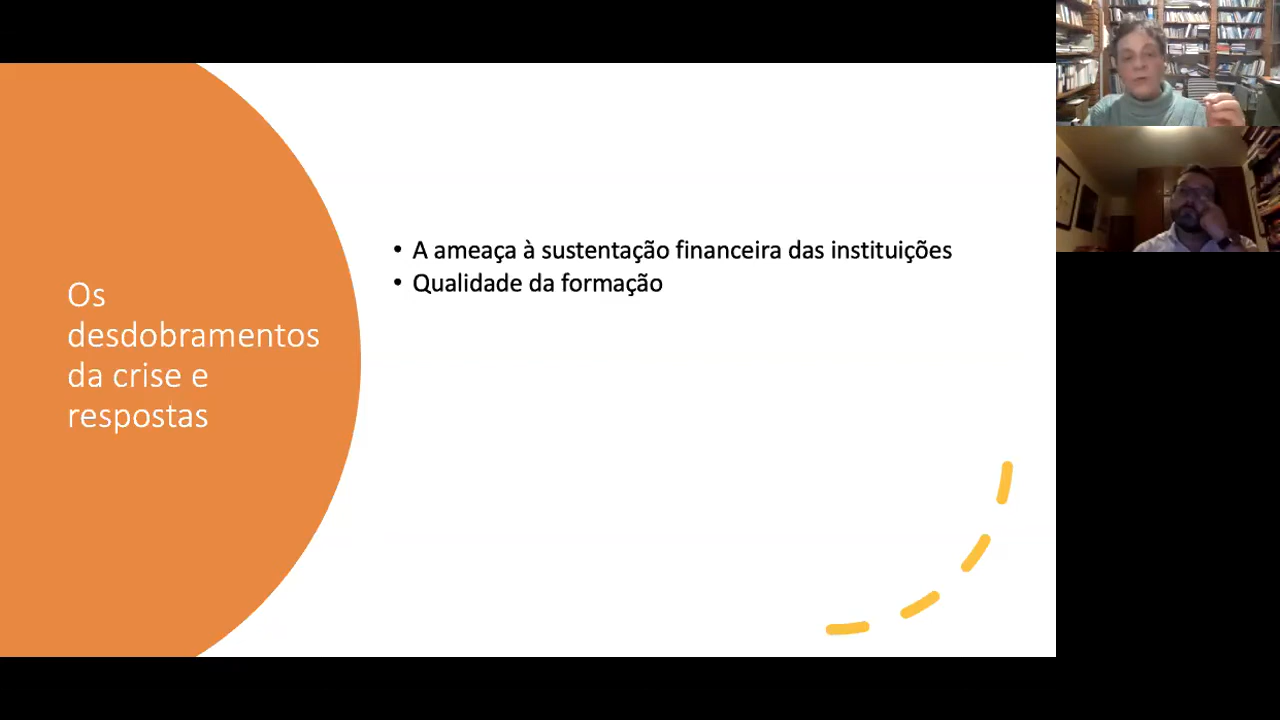 Os
desdobramentos
da crise e
respostas
• A ameaça à sustentação financeira das instituições
• Qualidade da formação